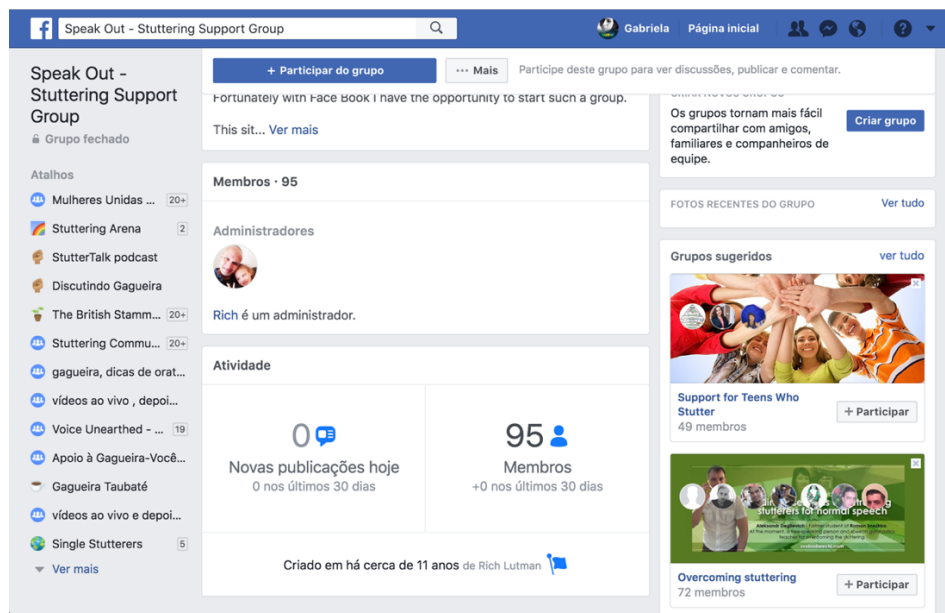 Speak Out - Stuttering Support Group
Gabriela
Página inicial
Speak Out -
Stuttering Support
Group
Grupo fechado
Atalhos
Mulheres Unidas ... 20+
Stuttering Arena 2
StutterTalk podcast
Discutindo Gagueira
The British Stamm... 20+
Stuttering Commu... 20+
gagueira, dicas de orat...
vídeos ao vivo , depoi...
Voice Unearthed - ... 19
Apoio à Gagueira-Você...
Gagueira Taubaté
vídeos ao vivo e depoi...
Single Stutterers 5
Ver mais
+ Participar do grupo
··· Mais
Participe deste grupo para ver discussões, publicar e comentar.
Fortunately with Face Book I have the opportunity to start such a group.
This sit... Ver mais
Membros · 95
Administradores
Rich é um administrador.
Atividade
0
Novas publicações hoje
0 nos últimos 30 dias
95
Membros
+0 nos últimos 30 dias
Criado em há cerca de 11 anos de Rich Lutman
Os grupos tornam mais fácil
compartilhar com amigos,
familiares e companheiros de
equipe.
Criar grupo
FOTOS RECENTES DO GRUPO
Ver tudo
Grupos sugeridos
ver tudo
Support for Teens Who
Stutter
49 membros
+ Participar
stutterers for normal speech
Overcoming stuttering
72 membros
+ Participar